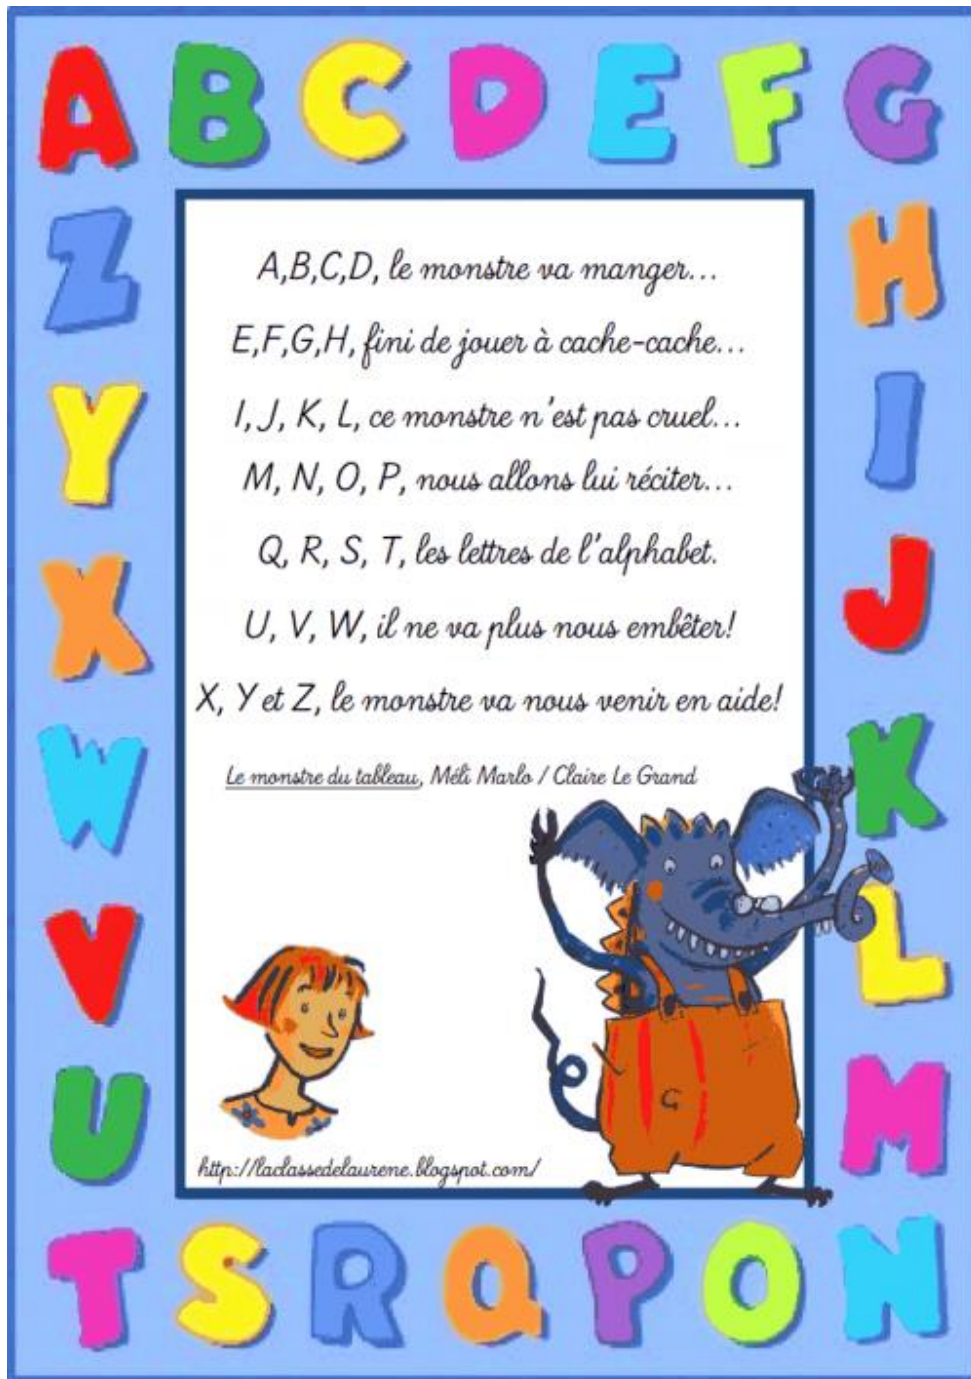 A B C D E F G
H
I
J
K
L
M
N
O
P
Q
R
S
T
U
V
W
X
Y
Z
A,B,C,D, le monstre va manger...
E,F,G,H, fini de jouer à cache-cache...
I, J, K, L, ce monstre n'est pas cruel...
M, N, O, P, nous allons lui réciter...
Q, R, S, T, les lettres de l'alphabet.
U, V, W, il ne va plus nous embêter!
X, Y et Z, le monstre va nous venir en aide!
Le monstre du tableau, Méli Marlo / Claire Le Grand
http://laclassedelaurene.blogspot.com/